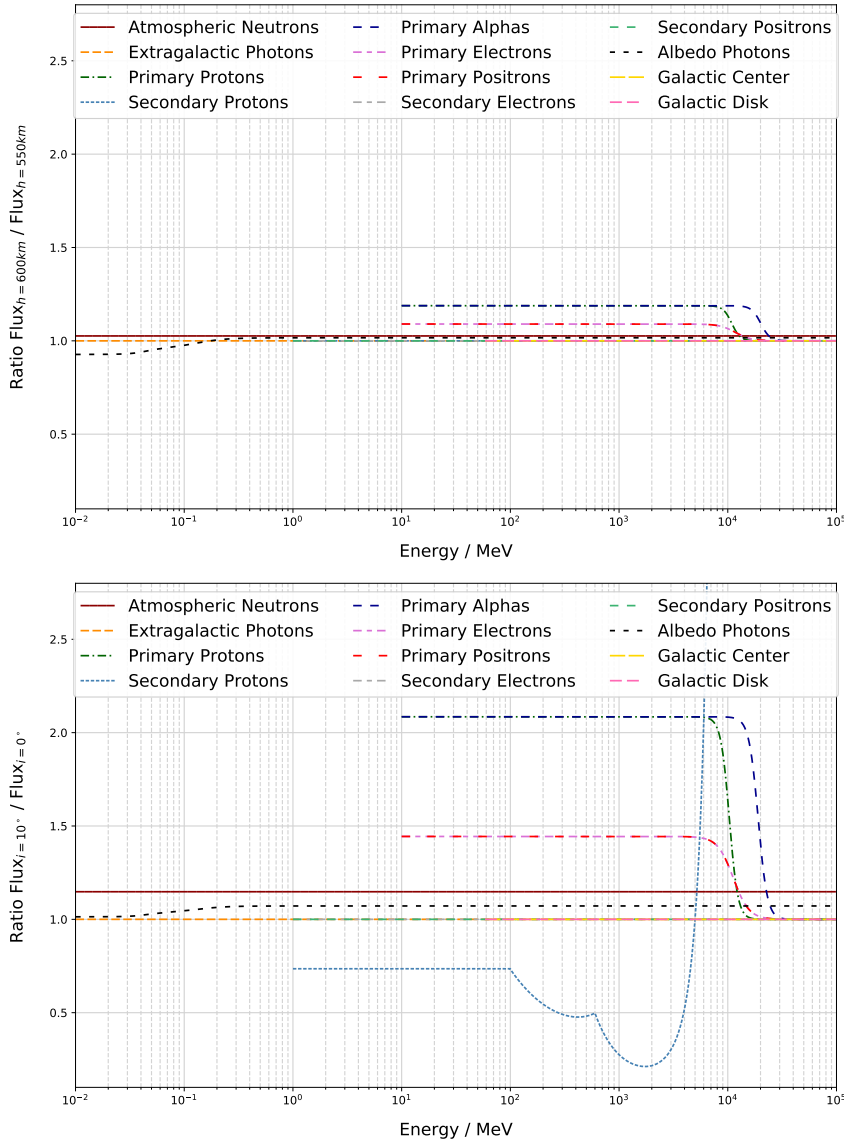 Atmospheric Neutrons
Extragalactic Photons
Primary Protons
Secondary Protons
Primary Alphas
Primary Electrons
Primary Positrons
Secondary Electrons
Secondary Positrons
Albedo Photons
Galactic Center
Galactic Disk
Ratio Flux_{h=600km} / Flux_{h=550km}
2.5
2.0
1.5
1.0
0.5
10^{-2} 10^{-1} 10^{0} 10^{1} 10^{2} 10^{3} 10^{4} 10^{5}
Energy / MeV
Atmospheric Neutrons
Extragalactic Photons
Primary Protons
Secondary Protons
Primary Alphas
Primary Electrons
Primary Positrons
Secondary Electrons
Secondary Positrons
Albedo Photons
Galactic Center
Galactic Disk
Ratio Flux_{i=10°} / Flux_{i=0°}
2.5
2.0
1.5
1.0
0.5
10^{-2} 10^{-1} 10^{0} 10^{1} 10^{2} 10^{3} 10^{4} 10^{5}
Energy / MeV